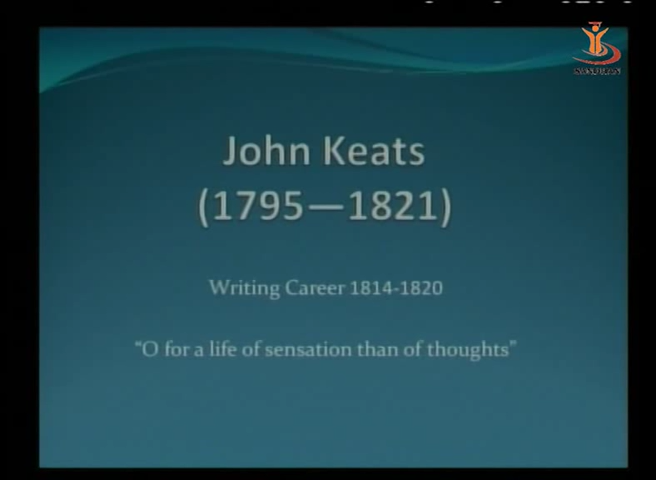 John Keats
(1795—1821)
Writing Career 1814-1820
"O for a life of sensation than of thoughts"